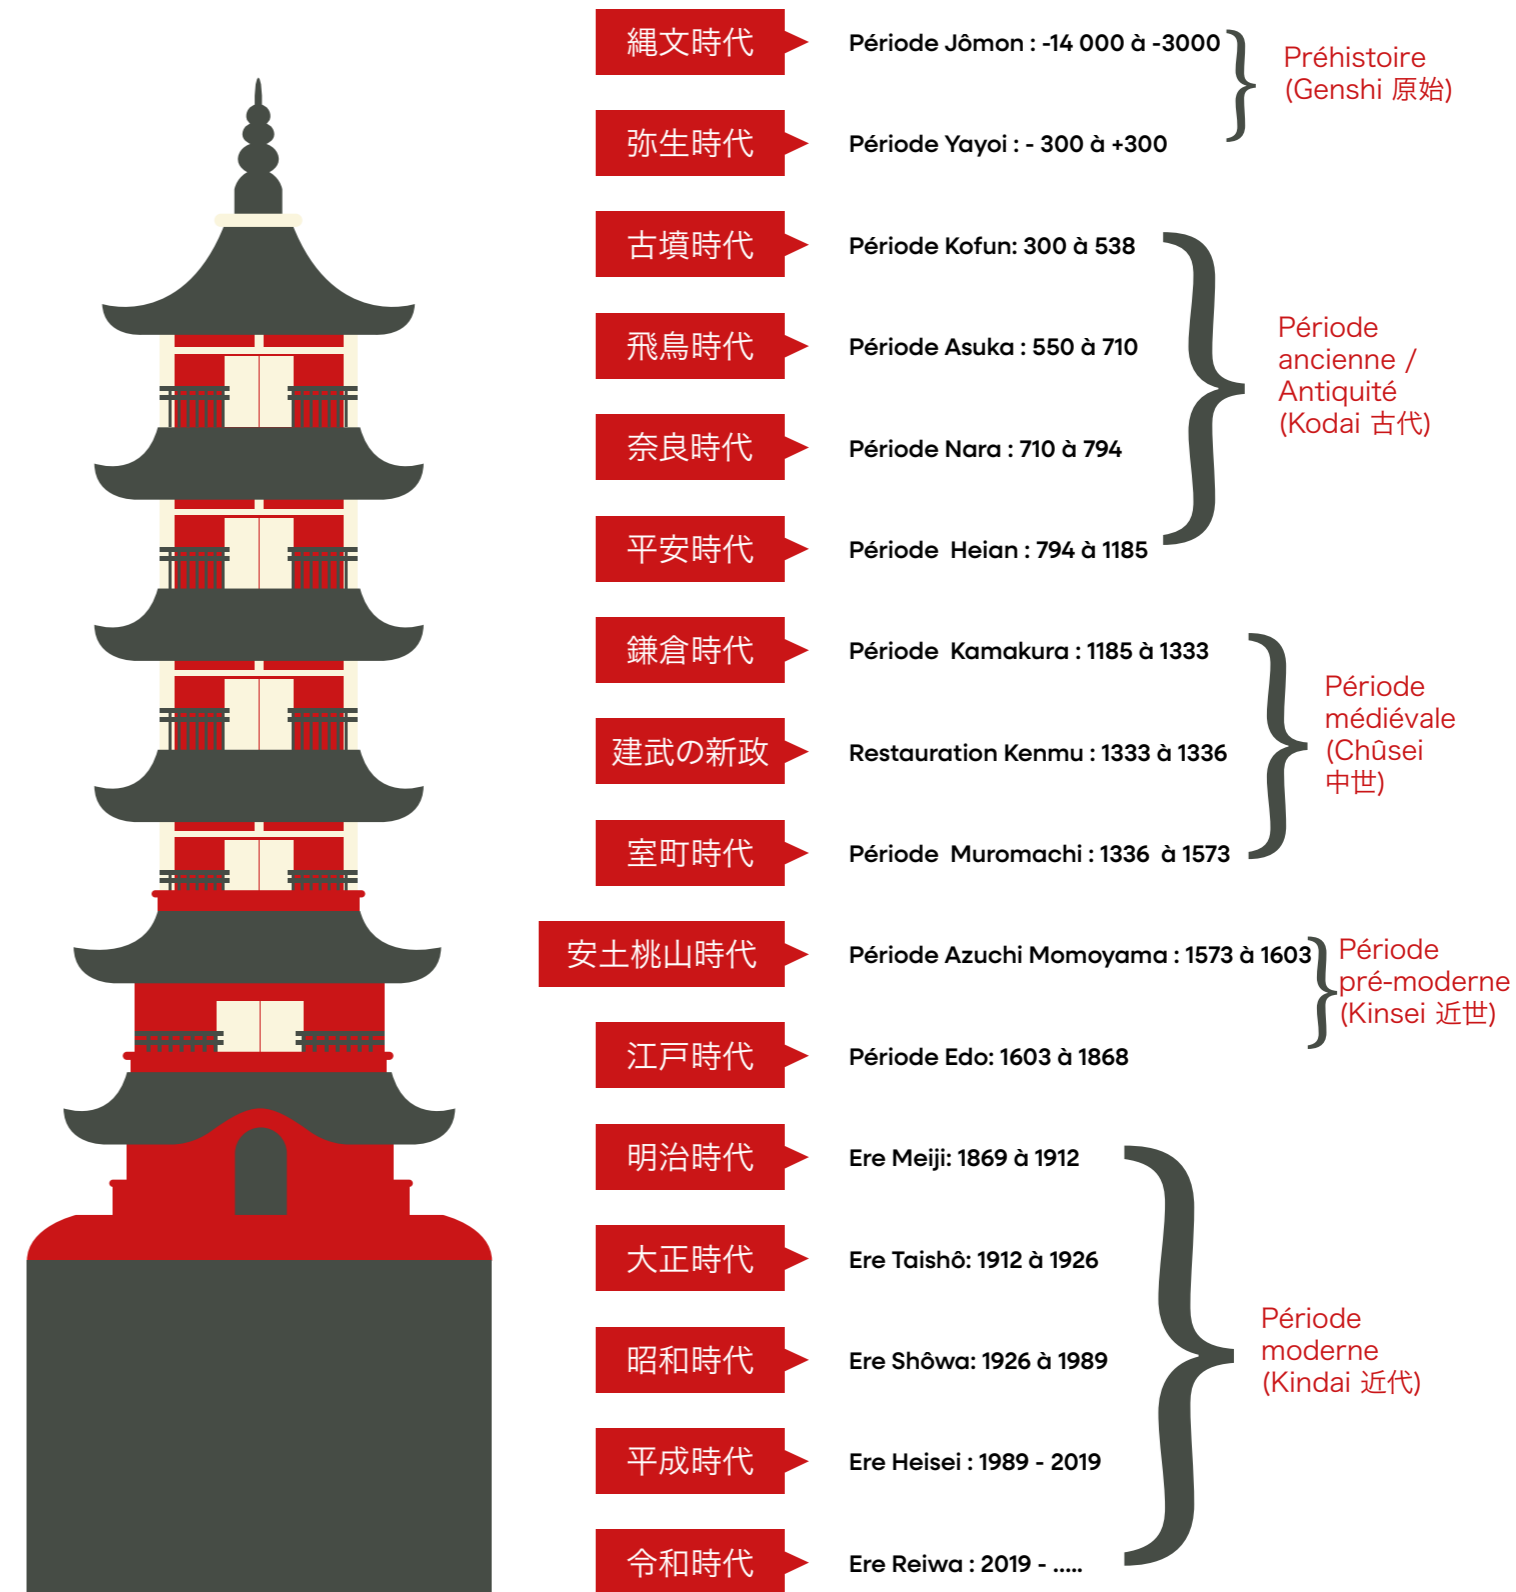 縄文時代
Période Jômon : -14 000 à -3000
Préhistoire
(Genshi 原始)
弥生時代
Période Yayoi : - 300 à +300
古墳時代
Période Kofun: 300 à 538
飛鳥時代
Période Asuka : 550 à 710
Période
ancienne /
Antiquité
(Kodai 古代)
奈良時代
Période Nara : 710 à 794
平安時代
Période  Heian : 794 à 1185
鎌倉時代
Période  Kamakura : 1185 à 1333
建武の新政
Restauration Kenmu : 1333 à 1336
Période
médiévale
(Chûsei
中世)
室町時代
Période  Muromachi : 1336  à 1573
安土桃山時代
Période Azuchi Momoyama : 1573 à 1603
Période
pré-moderne
(Kinsei 近世)
江戸時代
Période Edo: 1603 à 1868
明治時代
Ere Meiji: 1869 à 1912
大正時代
Ere Taishô: 1912 à 1926
昭和時代
Ere Shôwa: 1926 à 1989
Période
moderne
(Kindai 近代)
平成時代
Ere Heisei : 1989 - 2019
令和時代
Ere Reiwa : 2019 - .....